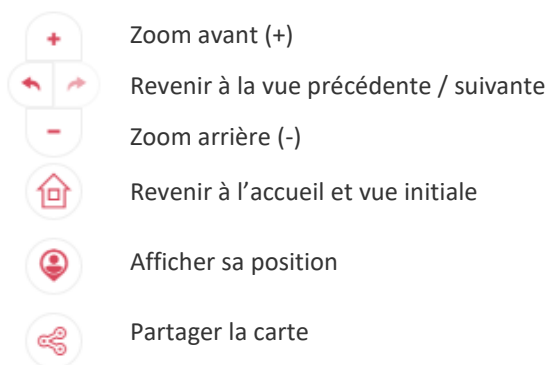 Zoom avant (+)
Revenir à la vue précédente / suivante
Zoom arrière (-)
Revenir à l’accueil et vue initiale
Afficher sa position
Partager la carte